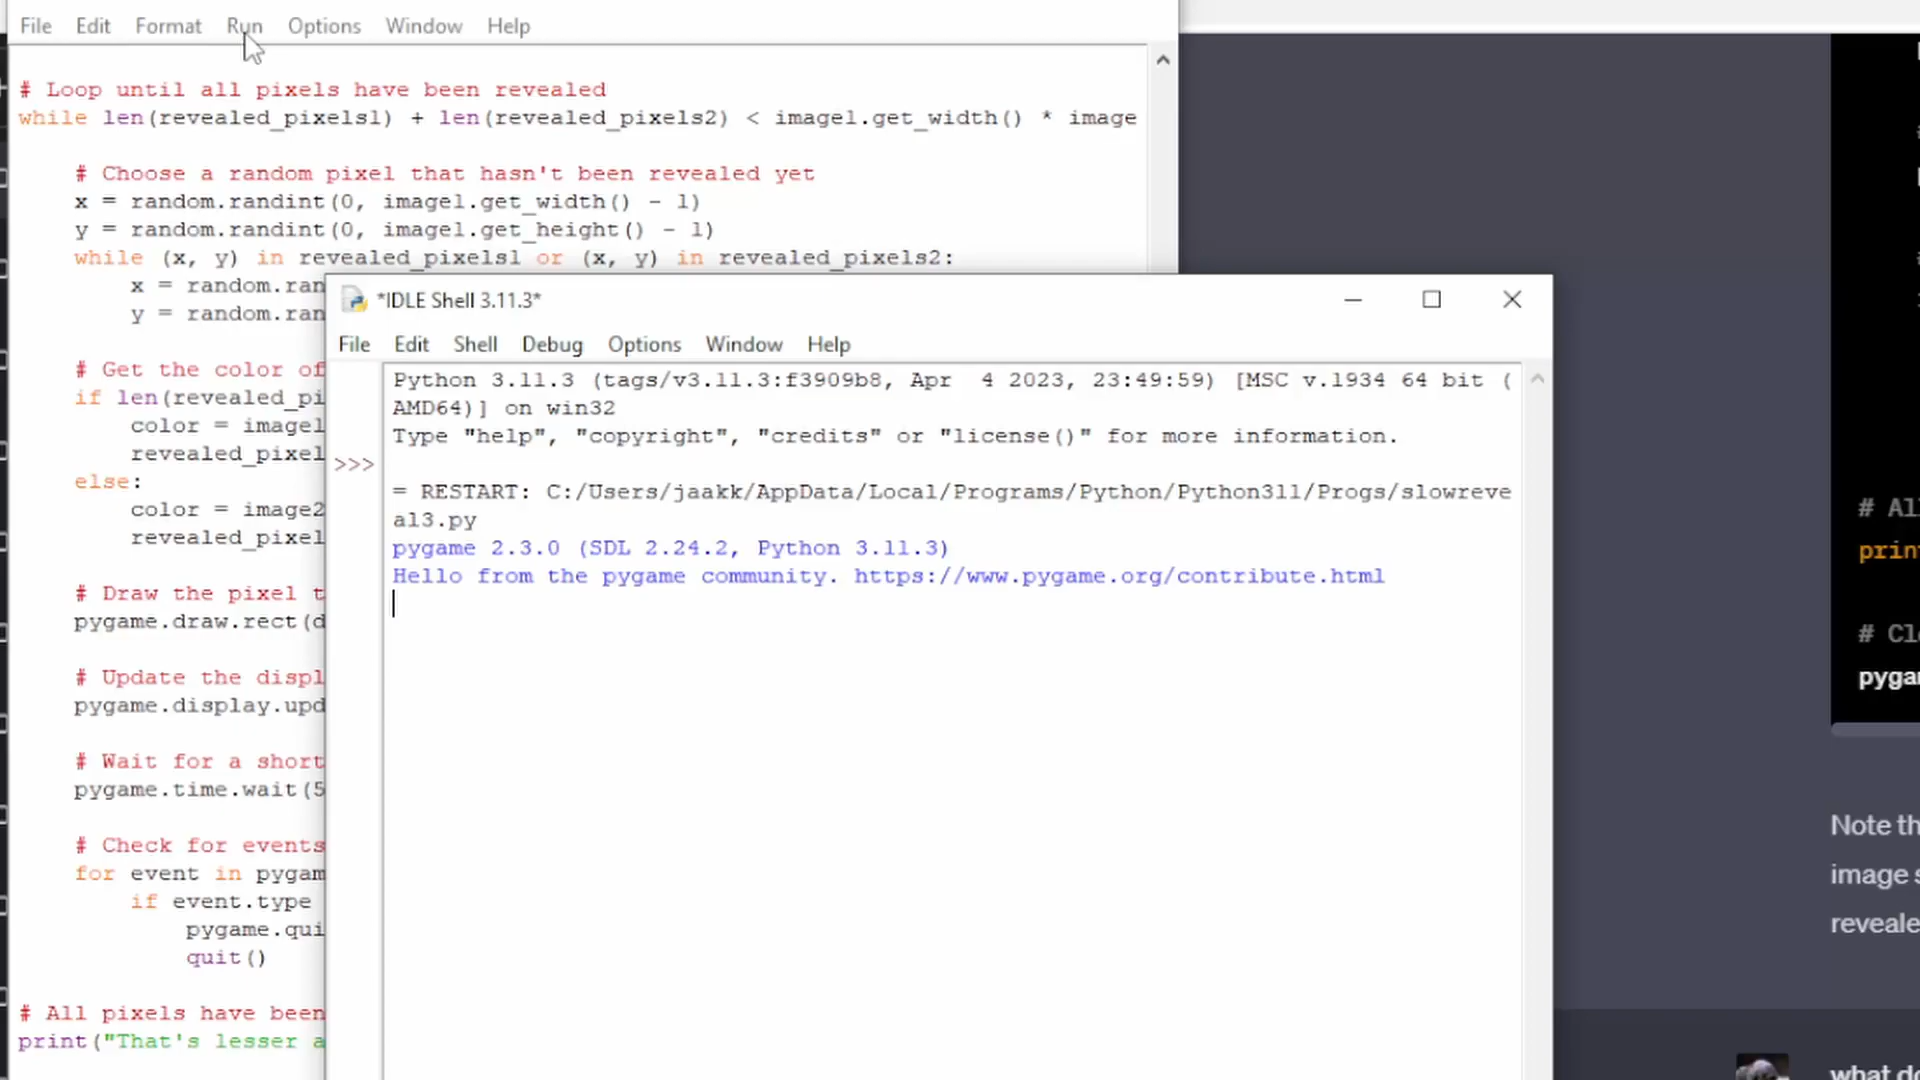 File Edit Format Run Options Window Help
# Loop until all pixels have been revealed
while len(revealed_pixels1) + len(revealed_pixels2) < image1.get_width() * image
# Choose a random pixel that hasn't been revealed yet
x = random.randint(0, image1.get_width() - 1)
y = random.randint(0, image1.get_height() - 1)
while (x, y) in revealed_pixels1 or (x, y) in revealed_pixels2:
x = random.ran
y = random.ran
# Get the color of
if len(revealed_pi
color = image1
revealed_pixel
else:
color = image2
revealed_pixel
# Draw the pixel t
pygame.draw.rect(d
# Update the displ
pygame.display.upd
# Wait for a short
pygame.time.wait(5
# Check for events
for event in pygam
if event.type
pygame.qui
quit()
# All pixels have been
print("That's lesser a
*IDLE Shell 3.11.3*
File Edit Shell Debug Options Window Help
Python 3.11.3 (tags/v3.11.3:f3909b8, Apr  4 2023, 23:49:59) [MSC v.1934 64 bit (
AMD64)] on win32
Type "help", "copyright", "credits" or "license()" for more information.
>>>
= RESTART: C:/Users/jaakk/AppData/Local/Programs/Python/Python311/Progs/slowreve
al3.py
pygame 2.3.0 (SDL 2.24.2, Python 3.11.3)
Hello from the pygame community. https://www.pygame.org/contribute.html
# Al
prin
# Cl
pygam
Note th
image s
reveale
what do